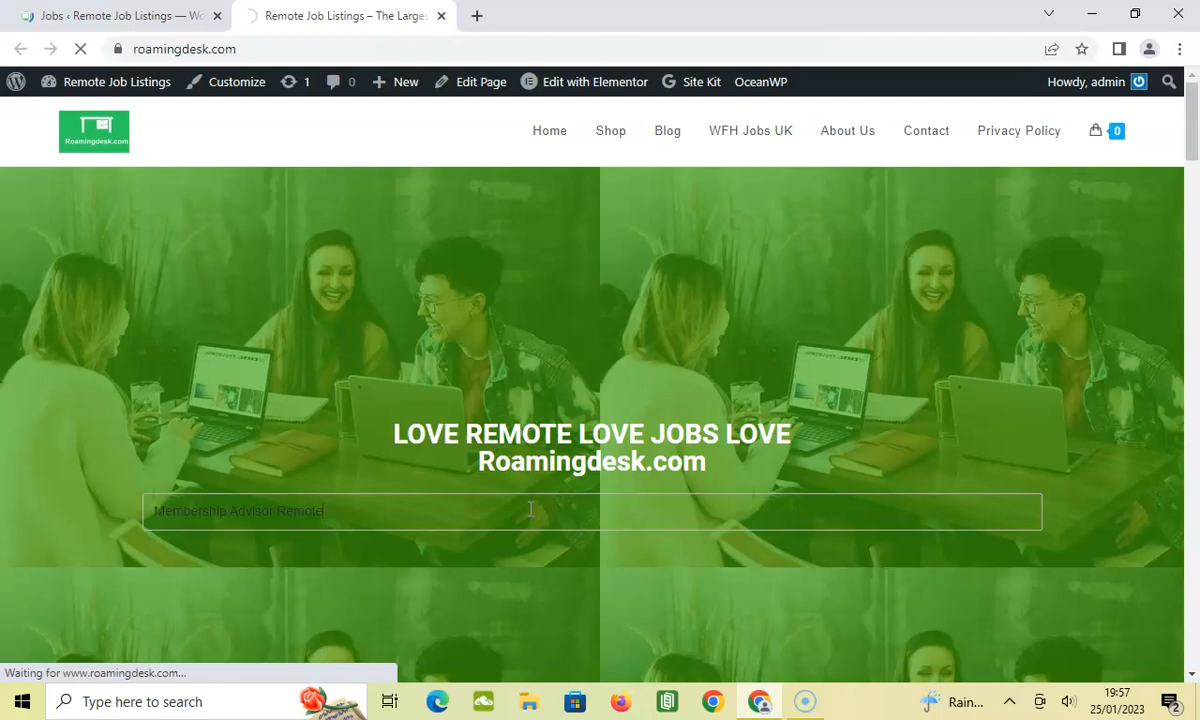 Jobs ‹ Remote Job Listings — Wo
Remote Job Listings – The Larges
roamingdesk.com
Remote Job Listings
Customize
1
0
New
Edit Page
Edit with Elementor
Site Kit
OceanWP
Howdy, admin
Roamingdesk.com
Home
Shop
Blog
WFH Jobs UK
About Us
Contact
Privacy Policy
0
LOVE REMOTE LOVE JOBS LOVE
Roamingdesk.com
Membership Advisor Remote
Waiting for www.roamingdesk.com...
Type here to search
Rain...
19:57
25/01/2023
2